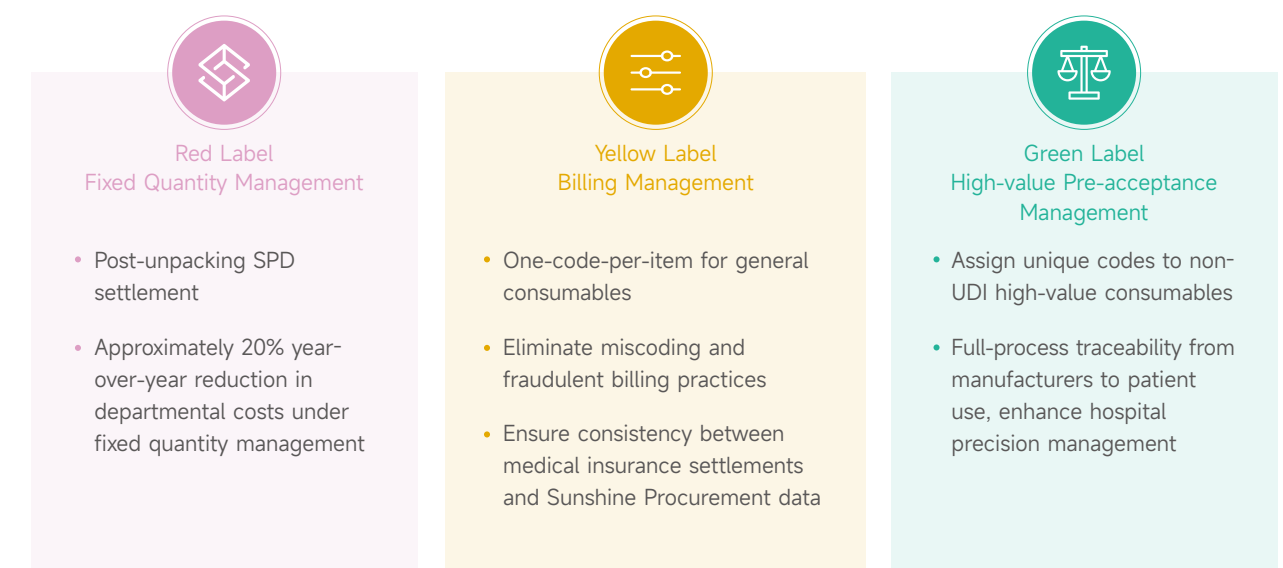 Red Label
Fixed Quantity Management
• Post-unpacking SPD
settlement
• Approximately 20% year-
over-year reduction in
departmental costs under
fixed quantity management
Yellow Label
Billing Management
• One-code-per-item for general
consumables
• Eliminate miscoding and
fraudulent billing practices
• Ensure consistency between
medical insurance settlements
and Sunshine Procurement data
Green Label
High-value Pre-acceptance
Management
• Assign unique codes to non-
UDI high-value consumables
• Full-process traceability from
manufacturers to patient
use, enhance hospital
precision management